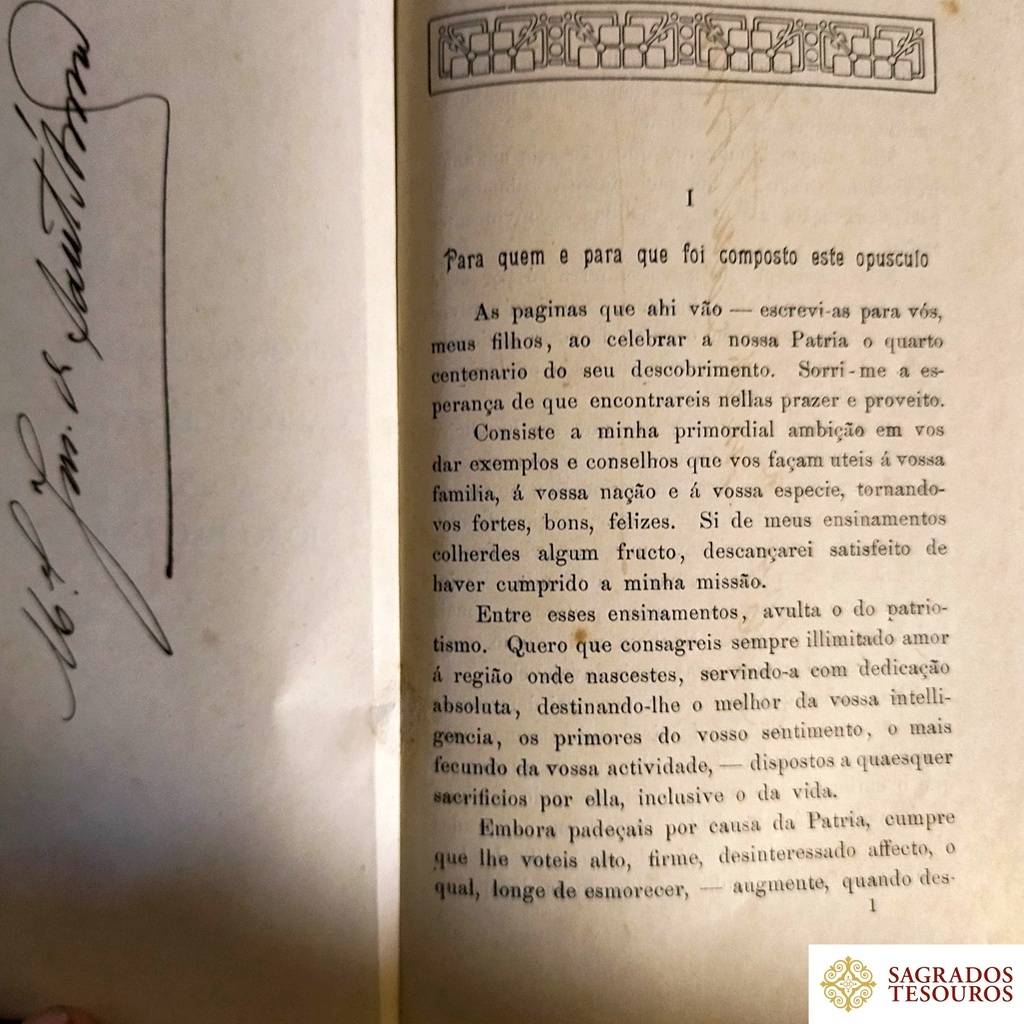 I
Para quem e para que foi composto este opusculo
As paginas que ahi vão — escrevi-as para vós,
meus filhos, ao celebrar a nossa Patria o quarto
centenario do seu descobrimento. Sorri-me a es-
perança de que encontrareis nellas prazer e proveito.
Consiste a minha primordial ambição em vos
dar exemplos e conselhos que vos façam uteis á vossa
familia, á vossa nação e á vossa especie, tornando-
vos fortes, bons, felizes. Si de meus ensinamentos
colherdes algum fructo, descançarei satisfeito de
haver cumprido a minha missão.
Entre esses ensinamentos, avulta o do patrio-
tismo. Quero que consagreis sempre illimitado amor
á região onde nascestes, servindo-a com dedicação
absoluta, destinando-lhe o melhor da vossa intelli-
gencia, os primores do vosso sentimento, o mais
fecundo da vossa actividade, — dispostos a quaesquer
sacrificios por ella, inclusive o da vida.
Embora padeçais por causa da Patria, cumpre
que lhe voteis alto, firme, desinteressado affecto, o
qual, longe de esmorecer, — augmente, quando des-
1
SAGRADOS
TESOUROS